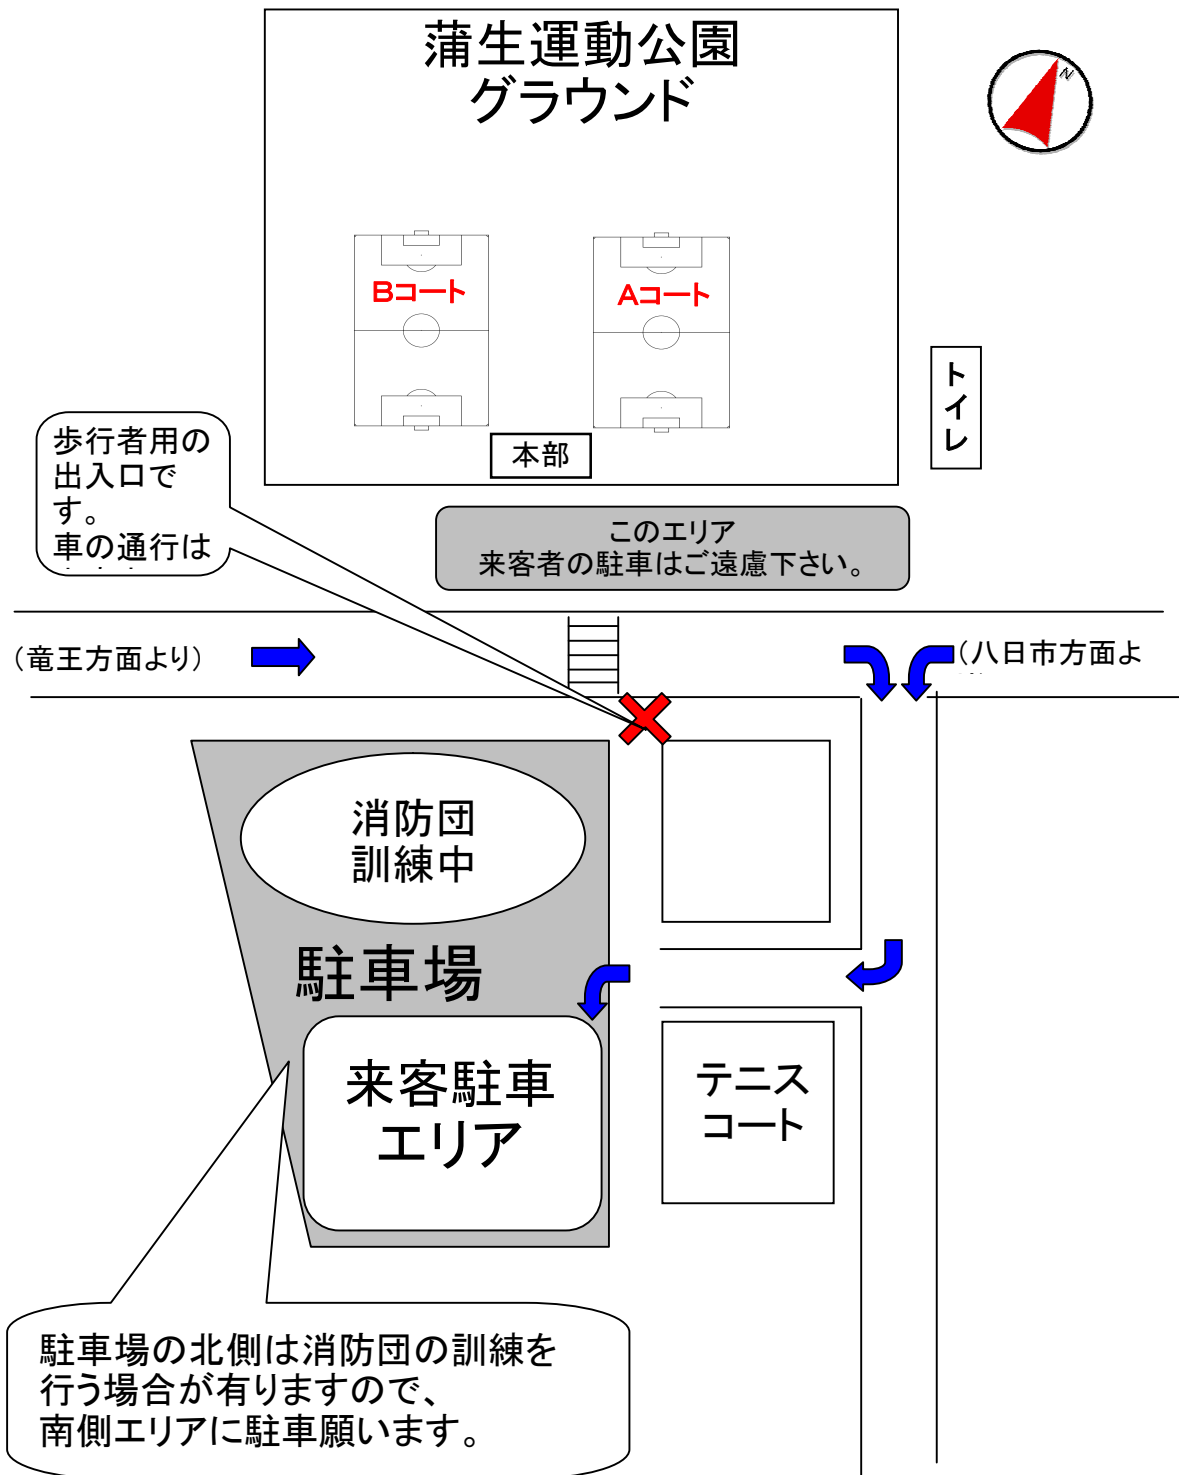 蒲生運動公園
グラウンド
N
Bコート
Aコート
トイレ
本部
歩行者用の
出入口で
す。
車の通行は
このエリア
来客者の駐車はご遠慮下さい。
(竜王方面より)
(八日市方面よ
消防団
訓練中
駐車場
来客駐車
エリア
テニス
コート
駐車場の北側は消防団の訓練を
行う場合が有りますので、
南側エリアに駐車願います。